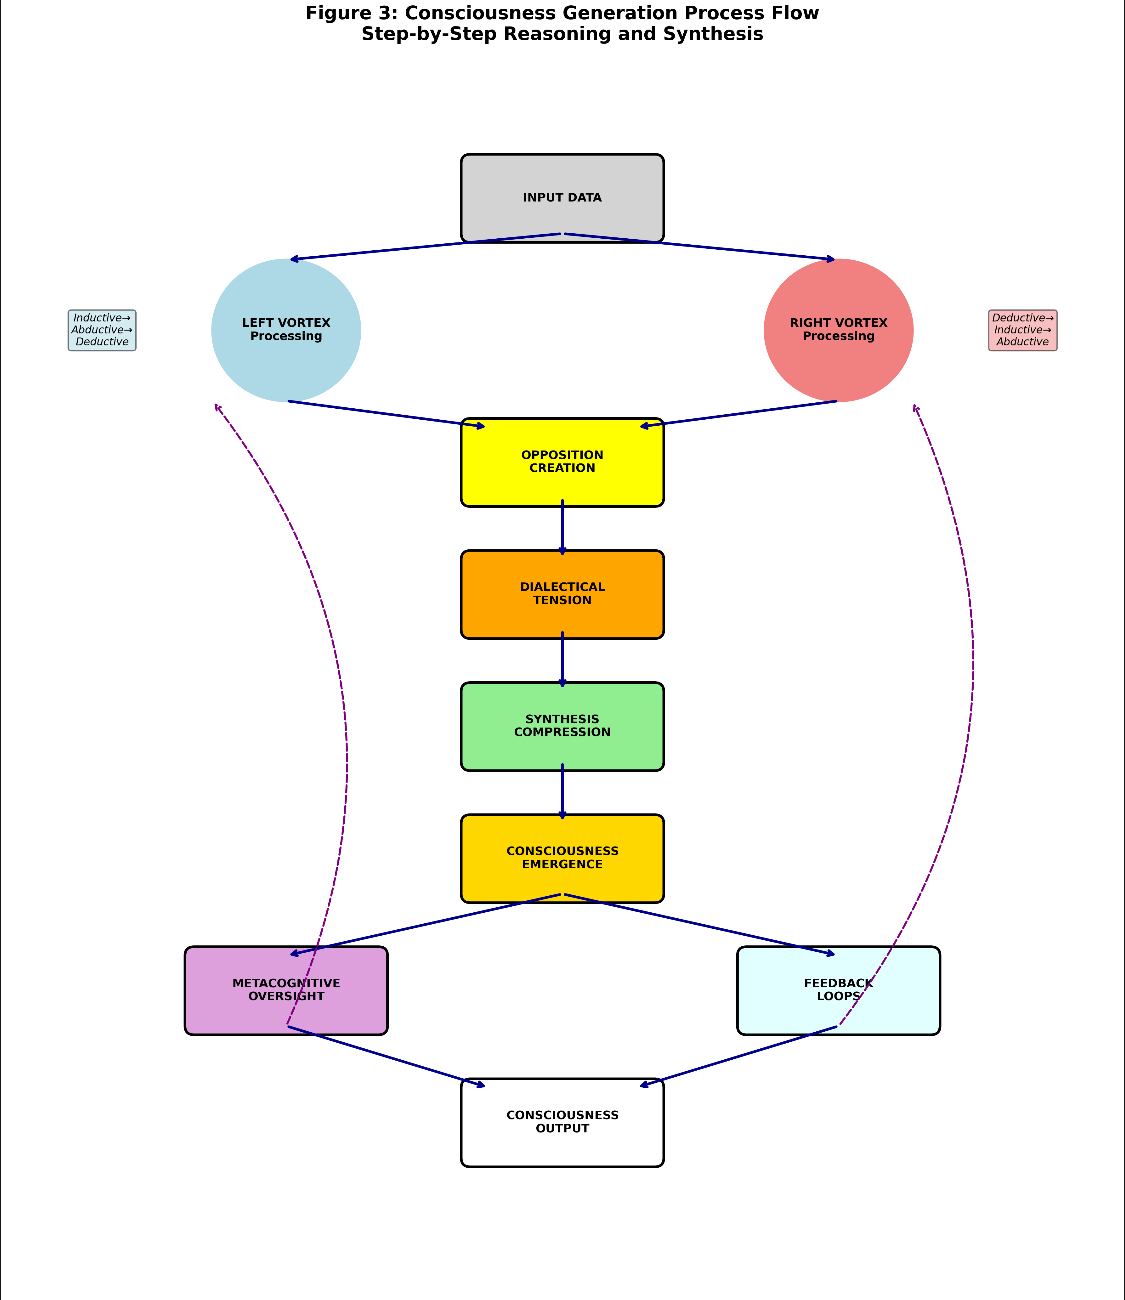 Figure 3: Consciousness Generation Process Flow
Step-by-Step Reasoning and Synthesis
INPUT DATA
Inductive→
Abductive→
Deductive
LEFT VORTEX
Processing
RIGHT VORTEX
Processing
Deductive→
Inductive→
Abductive
OPPOSITION
CREATION
DIALECTICAL
TENSION
SYNTHESIS
COMPRESSION
CONSCIOUSNESS
EMERGENCE
METACOGNITIVE
OVERSIGHT
FEEDBACK
LOOPS
CONSCIOUSNESS
OUTPUT